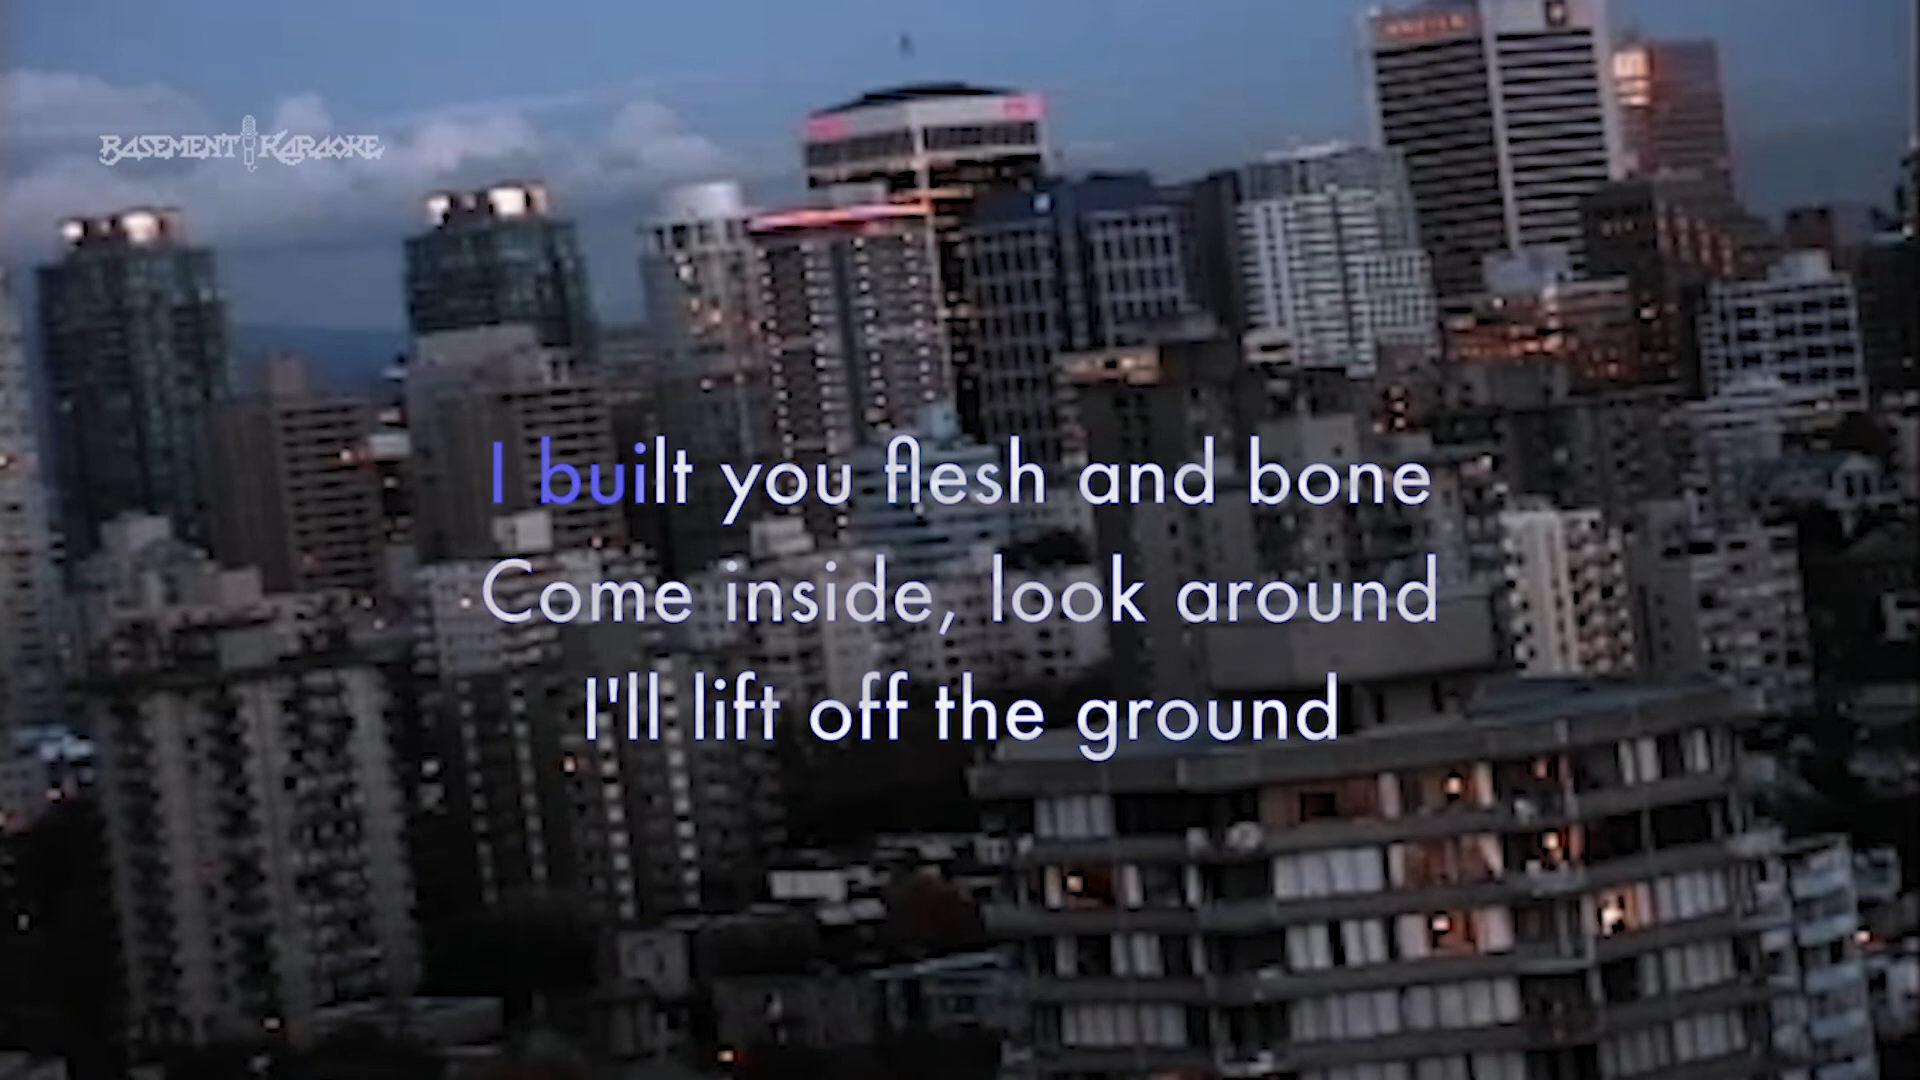 BASEMENT KARAOKE
I built you flesh and bone
Come inside, look around
I'll lift off the ground